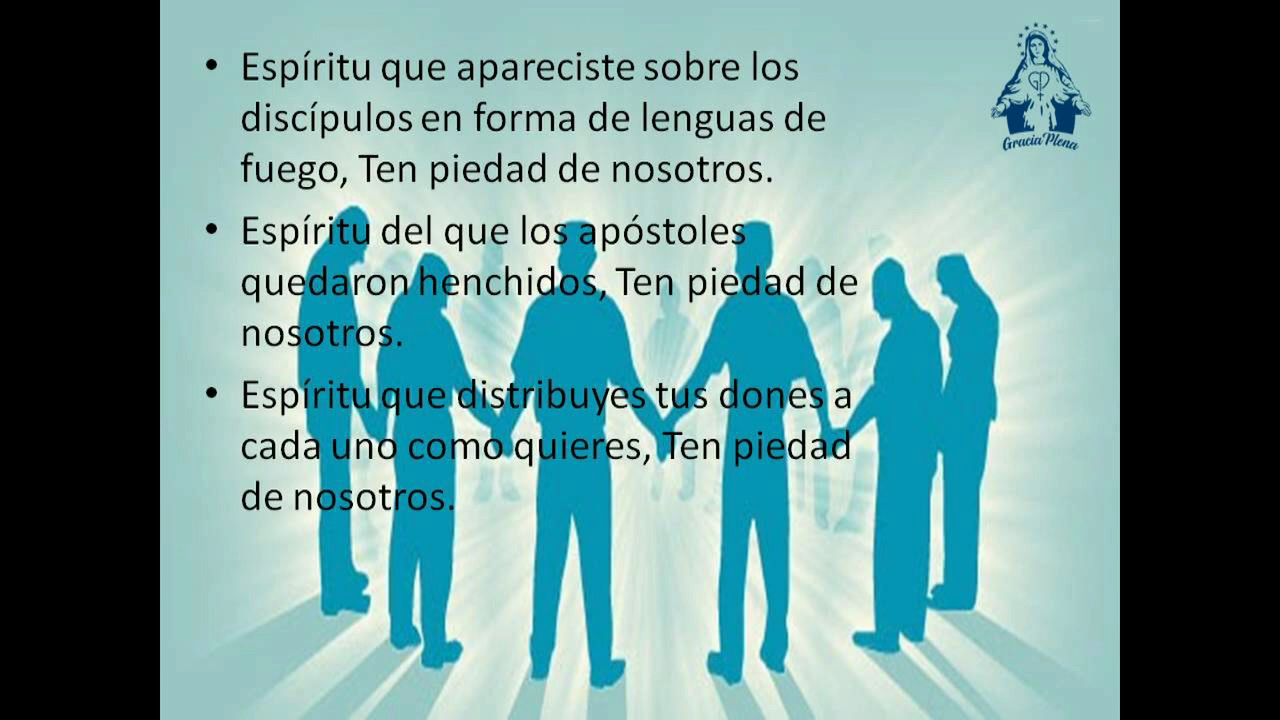 • Espíritu que apareciste sobre los
discípulos en forma de lenguas de
fuego, Ten piedad de nosotros.
• Espíritu del que los apóstoles
quedaron henchidos, Ten piedad de
nosotros.
• Espíritu que distribuyes tus dones a
cada uno como quieres, Ten piedad
de nosotros.
Gracia Plena